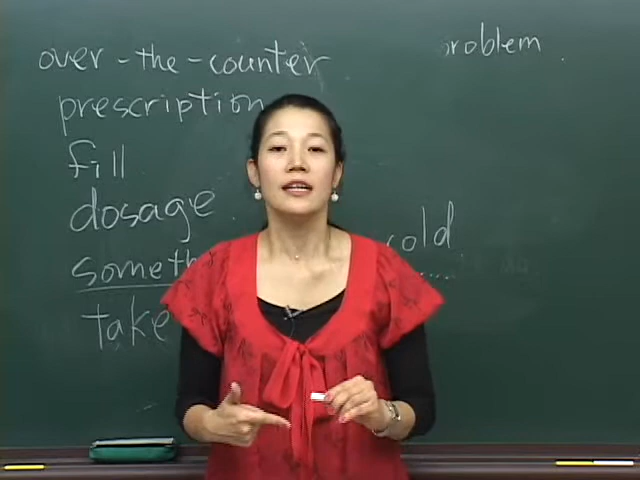 over-the-counter
problem
prescription
fill
dosage
cold
take